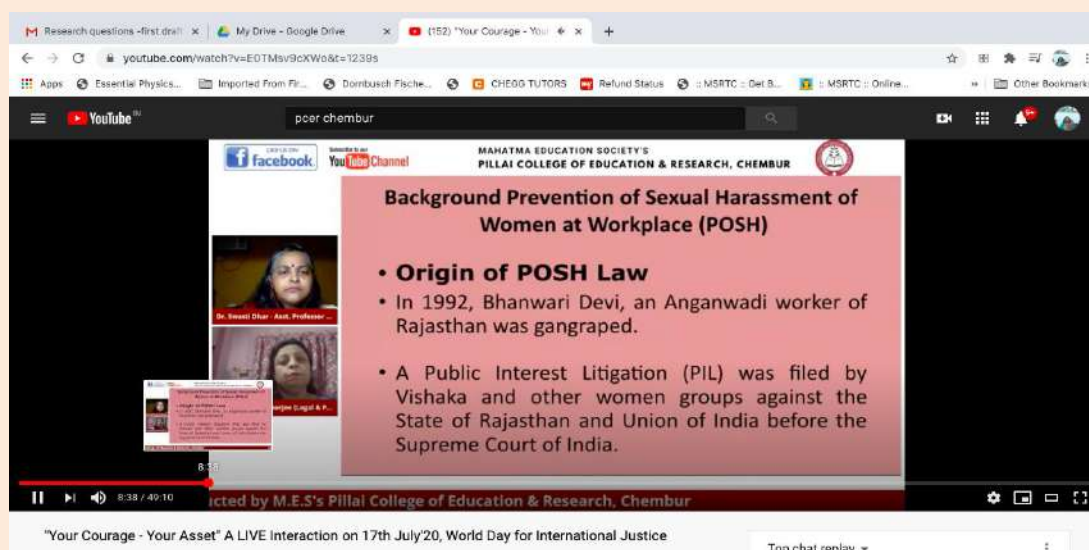 Research questions -first draft
My Drive - Google Drive
(152) "Your Courage - You
youtube.com/watch?v=E0TMsv9cXWo&t=1239s
Apps
Essential Physics...
Imported From Fir...
Dornbusch Fische...
CHEGG TUTORS
Refund Status
:: MSRTC :: Get B...
:: MSRTC :: Online...
»
Other Bookmarks
YouTube IN
pcer chembur
9+
facebook
YouTube Channel
MAHATMA EDUCATION SOCIETY'S
PILLAI COLLEGE OF EDUCATION & RESEARCH, CHEMBUR
Background Prevention of Sexual Harassment of
Women at Workplace (POSH)
• Origin of POSH Law
• In 1992, Bhanwari Devi, an Anganwadi worker of
Rajasthan was gangraped.
Dr. Swasti Dhar - Asst. Professor ...
• A Public Interest Litigation (PIL) was filed by
Vishaka and other women groups against the
State of Rajasthan and Union of India before the
Supreme Court of India.
erjee (Legal & P...
8:38
8:38 / 49:10
ucted by M.E.S's Pillai College of Education & Research, Chembur
"Your Courage - Your Asset" A LIVE Interaction on 17th July'20, World Day for International Justice
Top chat replay